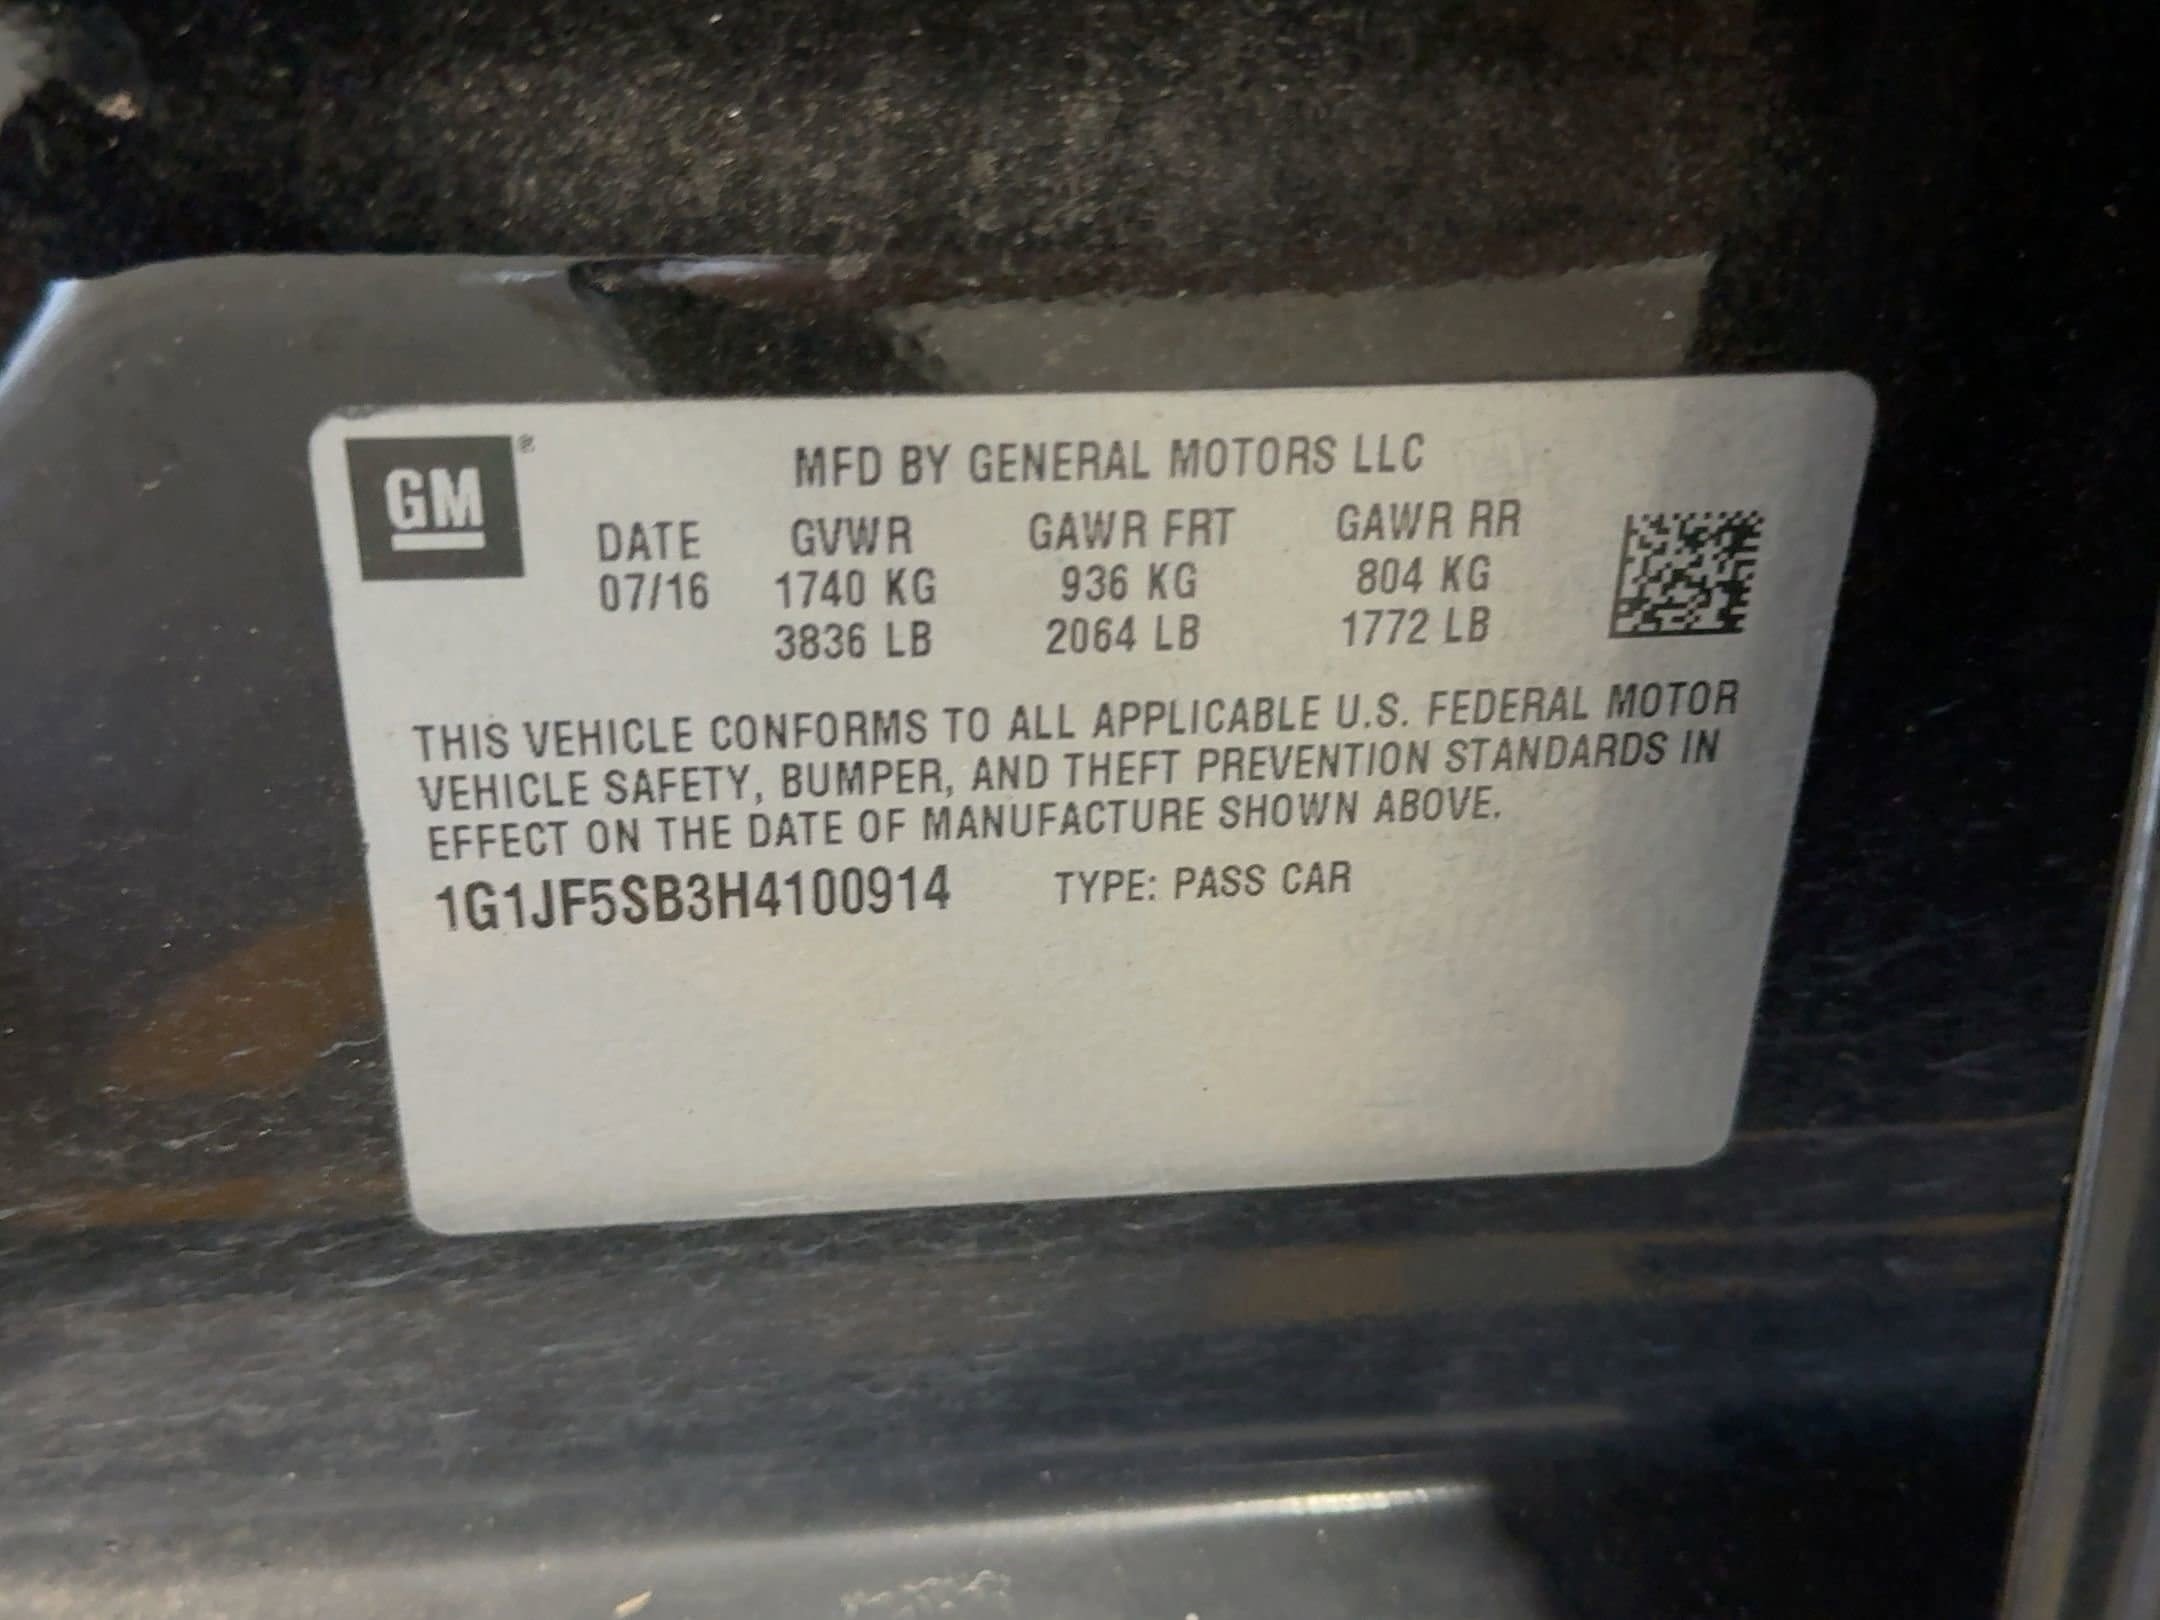 GM®
MFD BY GENERAL MOTORS LLC
DATE GVWR GAWR FRT GAWR RR
07/16 1740 KG 936 KG 804 KG
3836 LB 2064 LB 1772 LB
THIS VEHICLE CONFORMS TO ALL APPLICABLE U.S. FEDERAL MOTOR
VEHICLE SAFETY, BUMPER, AND THEFT PREVENTION STANDARDS IN
EFFECT ON THE DATE OF MANUFACTURE SHOWN ABOVE.
1G1JF5SB3H4100914 TYPE: PASS CAR